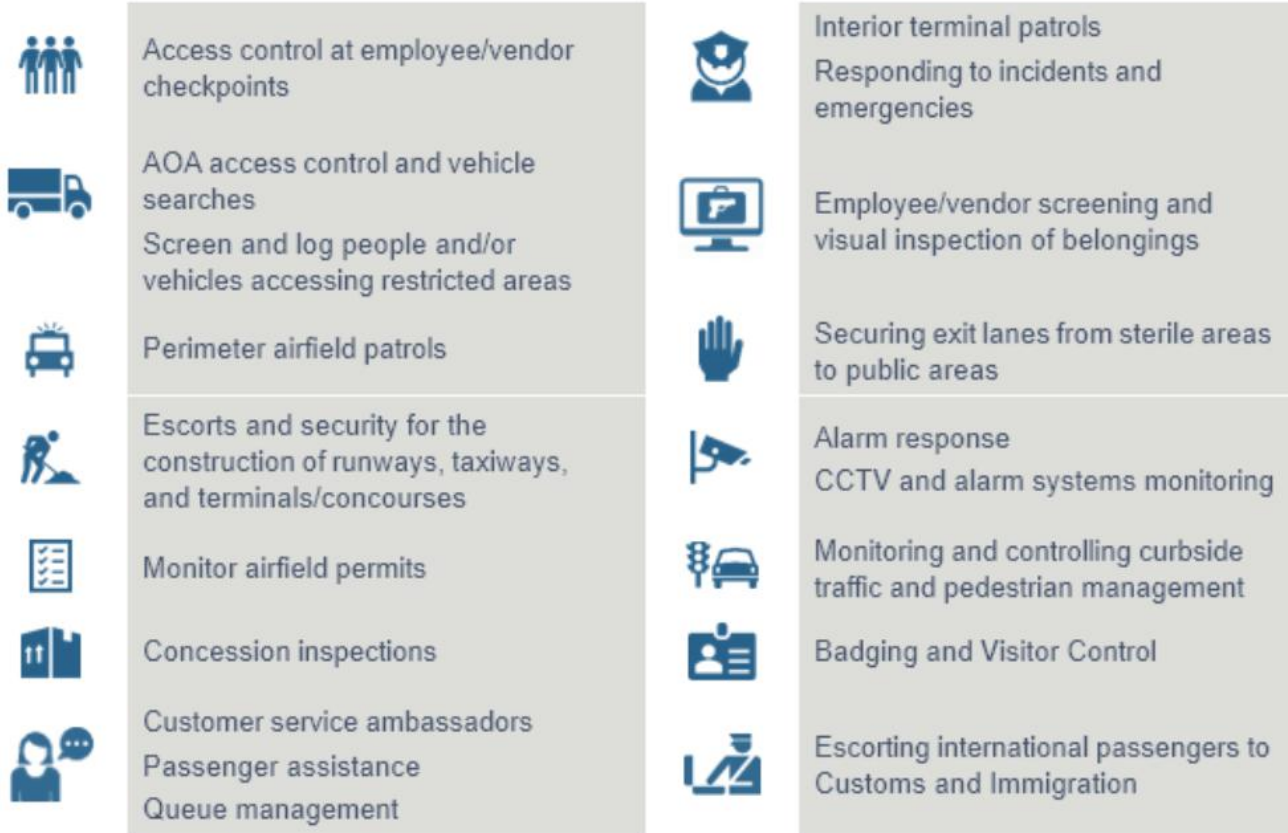 Access control at employee/vendor
checkpoints
AOA access control and vehicle
searches
Screen and log people and/or
vehicles accessing restricted areas
Perimeter airfield patrols
Escorts and security for the
construction of runways, taxiways,
and terminals/concourses
Monitor airfield permits
Concession inspections
Customer service ambassadors
Passenger assistance
Queue management
Interior terminal patrols
Responding to incidents and
emergencies
Employee/vendor screening and
visual inspection of belongings
Securing exit lanes from sterile areas
to public areas
Alarm response
CCTV and alarm systems monitoring
Monitoring and controlling curbside
traffic and pedestrian management
Badging and Visitor Control
Escorting international passengers to
Customs and Immigration